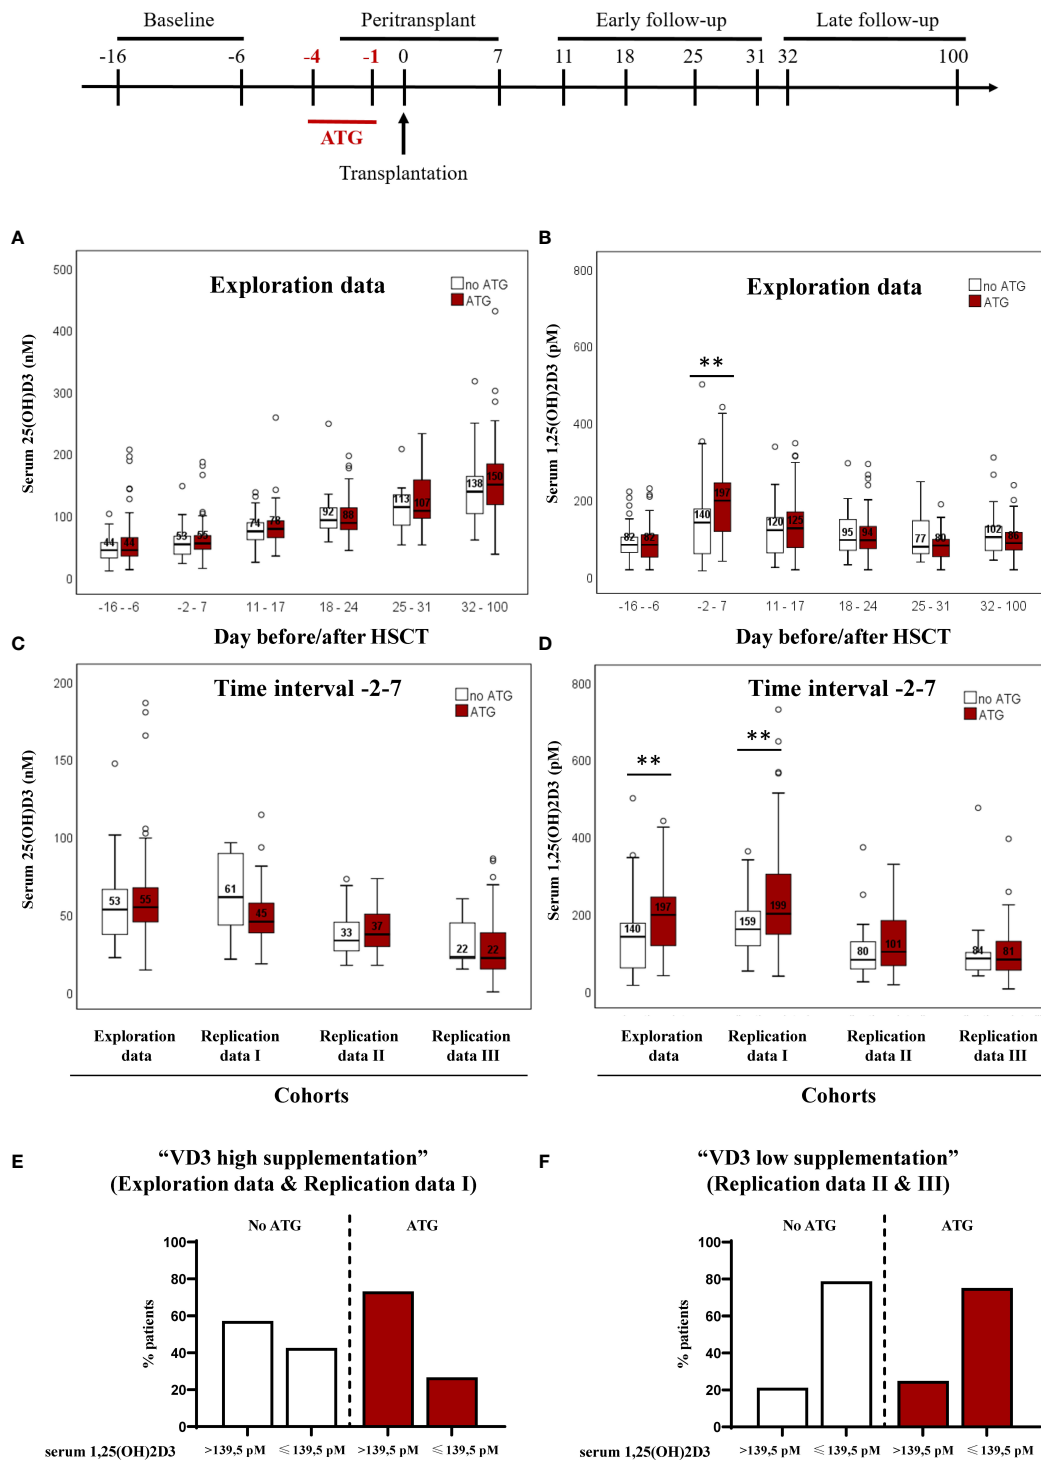 Baseline Peritransplant Early follow-up Late follow-up
-16 -6 -4 -1 0 7 11 18 25 31 32 100
ATG
Transplantation
A
Exploration data
no ATG
ATG
Serum 25(OH)D3 (nM)
500
400
300
200
100
0
44 44 53 55 74 78 92 88 113 107 138 150
-16 - -6 -2 - 7 11 - 17 18 - 24 25 - 31 32 - 100
Day before/after HSCT
B
Exploration data
no ATG
ATG
Serum 1,25(OH)2D3 (pM)
800
600
400
200
0
**
82 82 140 197 120 125 95 94 77 80 102 86
-16 - -6 -2 - 7 11 - 17 18 - 24 25 - 31 32 - 100
Day before/after HSCT
C
Time interval -2-7
no ATG
ATG
Serum 25(OH)D3 (nM)
200
150
100
50
0
53 55 61 45 33 37 22 22
Exploration Replication Replication Replication
data data I data II data III
Cohorts
D
Time interval -2-7
no ATG
ATG
Serum 1,25(OH)2D3 (pM)
800
600
400
200
0
** **
140 197 159 199 80 101 84 81
Exploration Replication Replication Replication
data data I data II data III
Cohorts
E
“VD3 high supplementation”
(Exploration data & Replication data I)
No ATG ATG
% patients
100
80
60
40
20
0
serum 1,25(OH)2D3 >139,5 pM ≤139,5 pM >139,5 pM ≤139,5 pM
F
“VD3 low supplementation”
(Replication data II & III)
No ATG ATG
% patients
100
80
60
40
20
0
serum 1,25(OH)2D3 >139,5 pM ≤139,5 pM >139,5 pM ≤139,5 pM